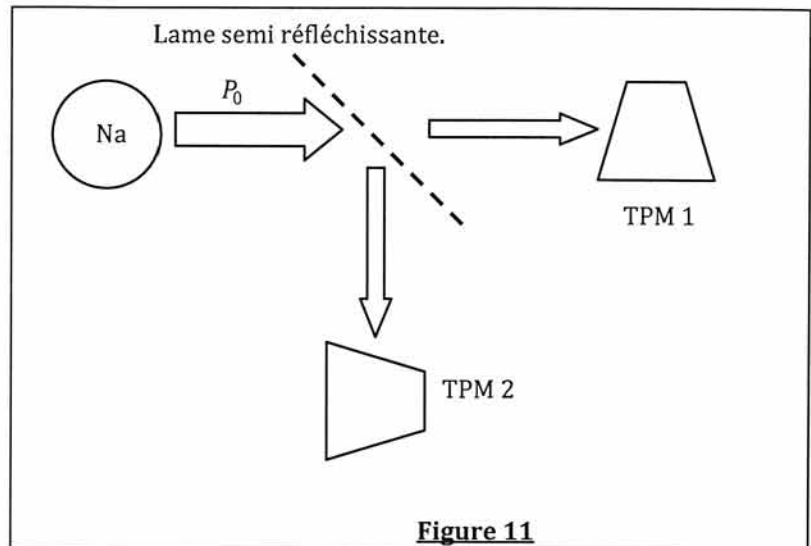 Lame semi réfléchissante.
Na
P₀
TPM 1
TPM 2
Figure 11